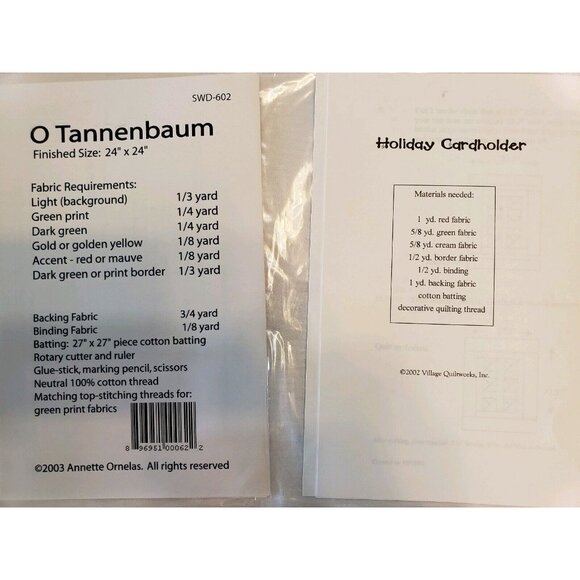 SWD-602
O Tannenbaum
Finished Size: 24" x 24"
Fabric Requirements:
Light (background) 1/3 yard
Green print 1/4 yard
Dark green 1/4 yard
Gold or golden yellow 1/8 yard
Accent - red or mauve 1/8 yard
Dark green or print border 1/3 yard
Backing Fabric 3/4 yard
Binding Fabric 1/8 yard
Batting: 27" x 27" piece cotton batting
Rotary cutter and ruler
Glue-stick, marking pencil, scissors
Neutral 100% cotton thread
Matching top-stitching threads for:
green print fabrics
8 96951 00062 2
©2003 Annette Ornelas. All rights reserved
Holiday Cardholder
Materials needed:
1 yd. red fabric
5/8 yd. green fabric
5/8 yd. cream fabric
1/2 yd. border fabric
1/2 yd. binding
1 yd. backing fabric
cotton batting
decorative quilting thread
©2002 Village Quiltworks, Inc.